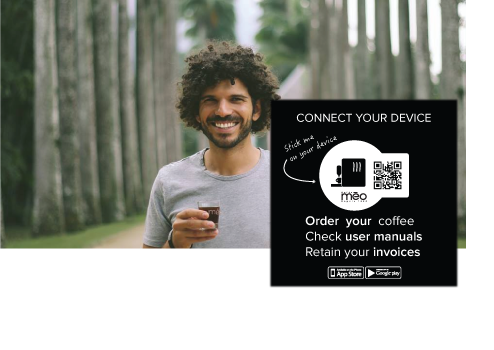 CONNECT YOUR DEVICE
Stick me
on your device
mēo
Order your coffee
Check user manuals
Retain your invoices
App Store
Google play